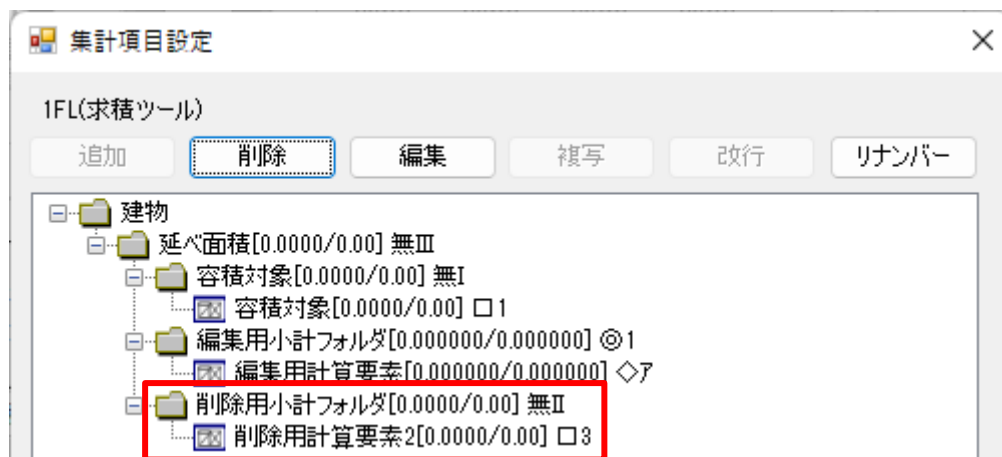 集計項目設定
1FL(求積ツール)
追加 削除 編集 複写 改行 リナンバー
建物
延べ面積[0.0000/0.00] 無Ⅲ
容積対象[0.0000/0.00] 無Ⅰ
容積対象[0.0000/0.00] □1
編集用小計フォルダ[0.000000/0.000000] ◎1
編集用計算要素[0.000000/0.000000] ◇ア
削除用小計フォルダ[0.0000/0.00] 無Ⅱ
削除用計算要素2[0.0000/0.00] □3